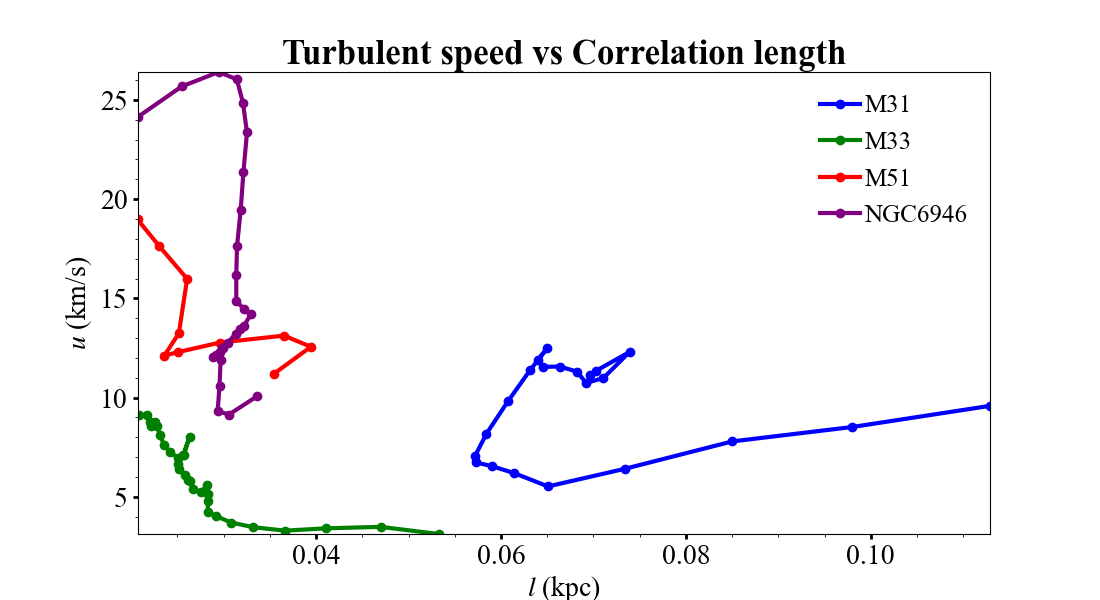 Turbulent speed vs Correlation length
25
20
15
10
5
u (km/s)
0.04 0.06 0.08 0.10
l (kpc)
M31
M33
M51
NGC6946